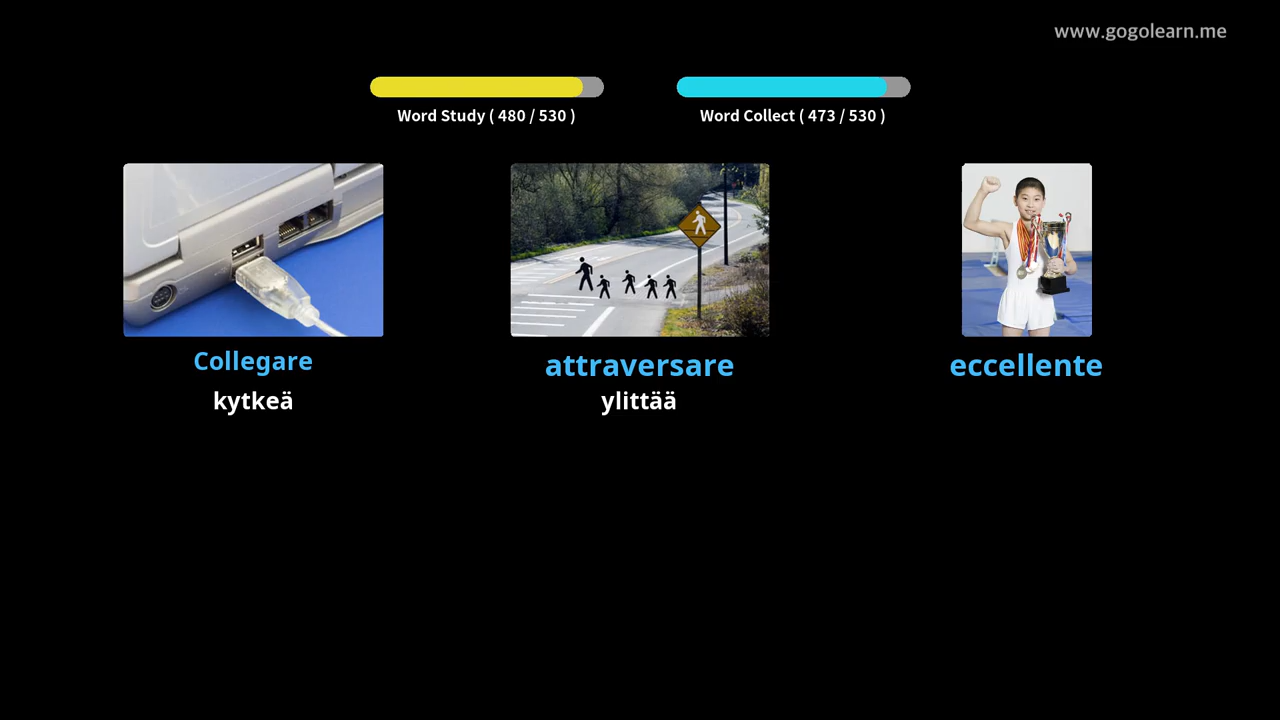 www.gogolearn.me
Word Study ( 480 / 530 )
Word Collect ( 473 / 530 )
Collegare
kytkeä
attraversare
ylittää
eccellente